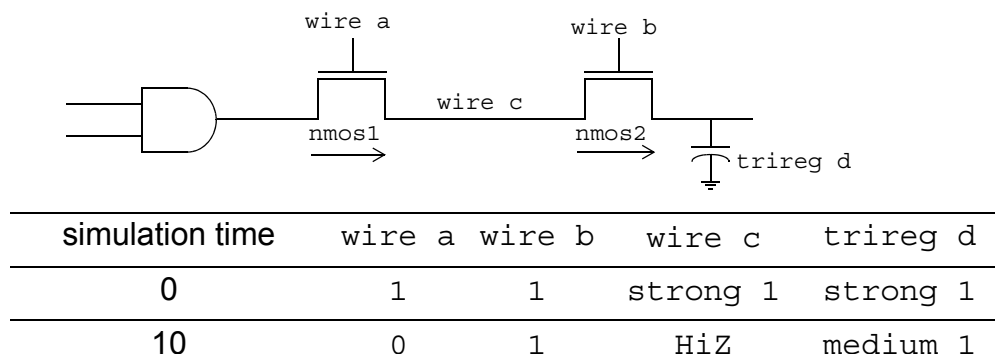 wire a
wire b
wire c
nmos1
nmos2
trireg d
simulation time wire a wire b wire c trireg d
0 1 1 strong 1 strong 1
10 0 1 HiZ medium 1